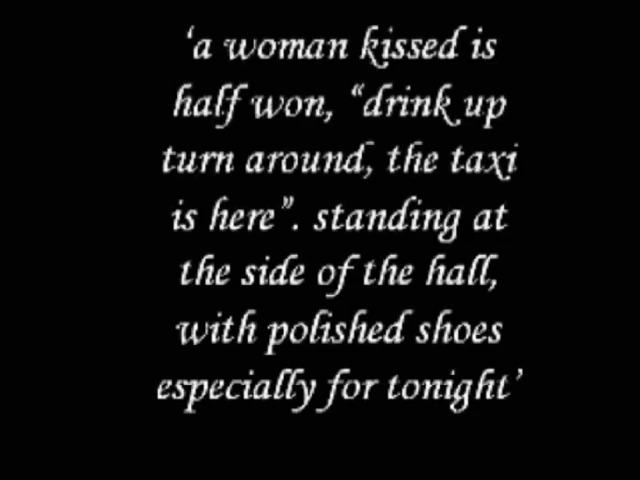 ‘a woman kissed is
half won, “drink up
turn around, the taxi
is here”. standing at
the side of the hall,
with polished shoes
especially for tonight’